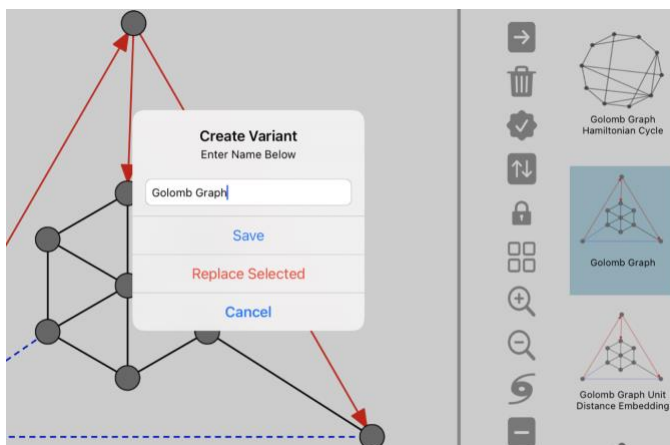 Create Variant
Enter Name Below
Golomb Graph
Save
Replace Selected
Cancel
Golomb Graph
Hamiltonian Cycle
Golomb Graph
Golomb Graph Unit
Distance Embedding